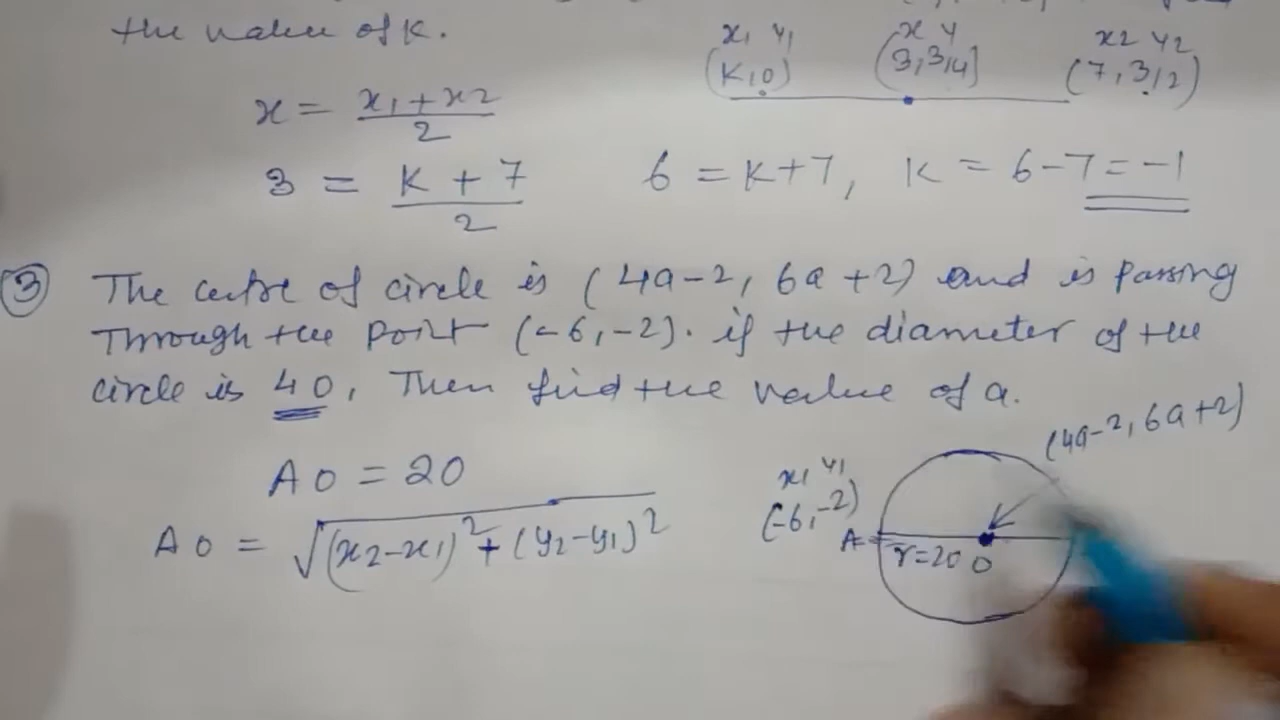 the value of K.
x₁ y₁ x y x2 y2
(K,0) (3,3/4) (7,3/2)
x = x₁+x2 / 2
3 = K+7 / 2 6 = K+7, K = 6-7 = -1
③ The centre of circle is (4a-2, 6a+2) and is passing
Through the point (-6,-2). if the diameter of the
circle is 40, Then find the value of a.
(4a-2, 6a+2)
AO = 20
x₁ y₁
(-6,-2)
AO = √(x₂-x₁)²+(y₂-y₁)²
A r=20 O